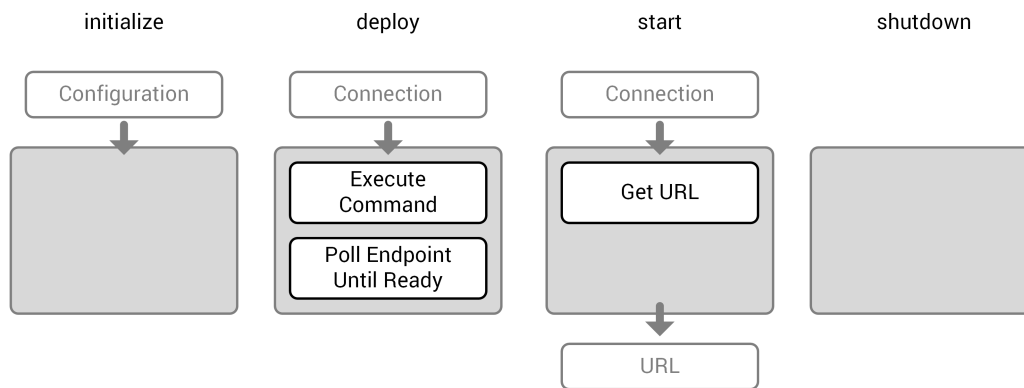 initialize
deploy
start
shutdown
Configuration
Connection
Connection
Execute
Command
Get URL
Poll Endpoint
Until Ready
URL